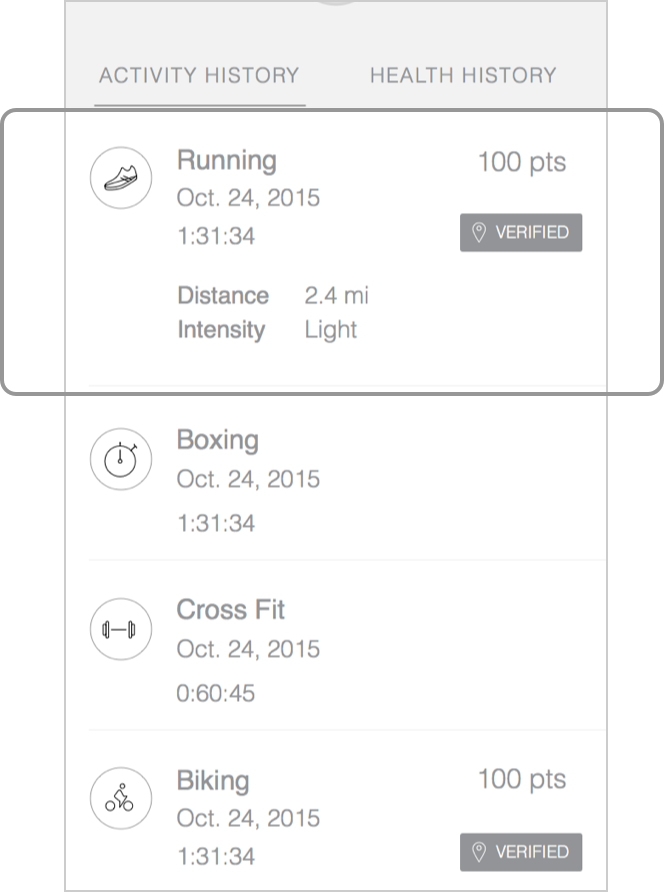 ACTIVITY HISTORY HEALTH HISTORY
Running 100 pts
Oct. 24, 2015
1:31:34 VERIFIED
Distance 2.4 mi
Intensity Light
Boxing
Oct. 24, 2015
1:31:34
Cross Fit
Oct. 24, 2015
0:60:45
Biking 100 pts
Oct. 24, 2015
1:31:34 VERIFIED